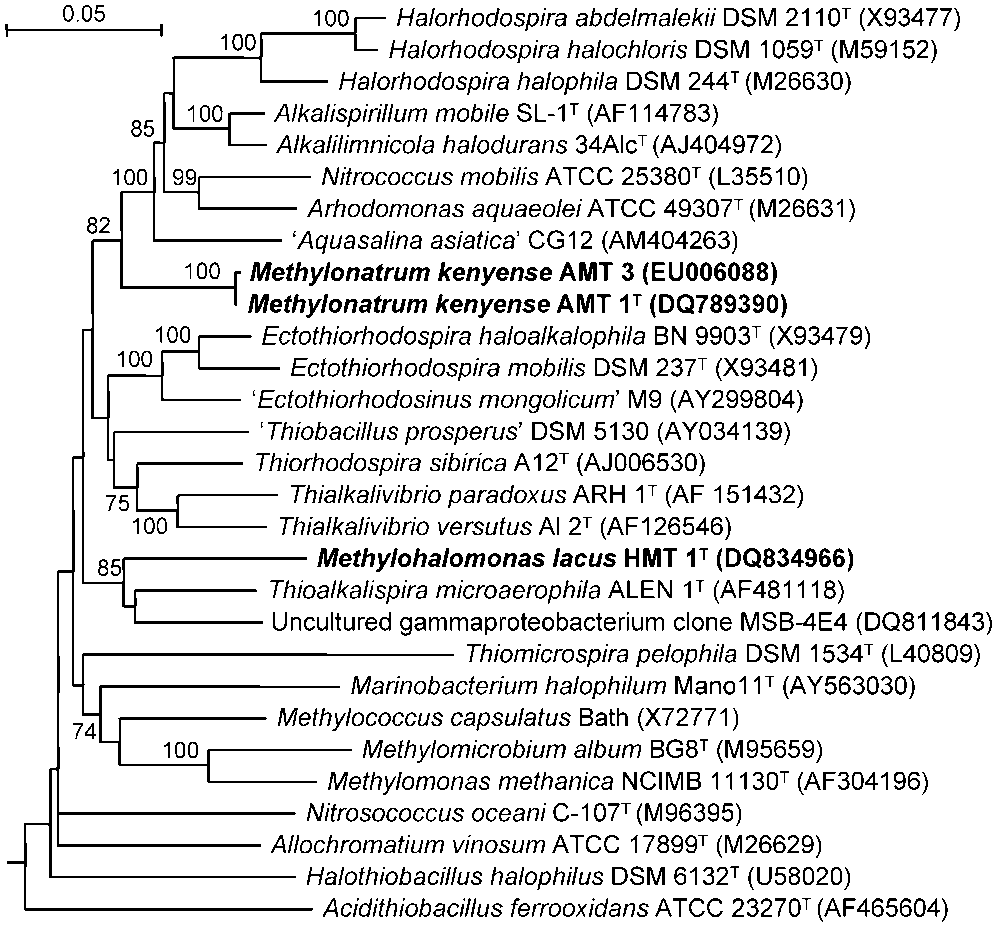 0.05
100
Halorhodospira abdelmalekii DSM 2110ᵀ (X93477)
100
Halorhodospira halochloris DSM 1059ᵀ (M59152)
Halorhodospira halophila DSM 244ᵀ (M26630)
100
Alkalispirillum mobile SL-1ᵀ (AF114783)
85
Alkalilimnicola halodurans 34Alcᵀ (AJ404972)
100
99
Nitrococcus mobilis ATCC 25380ᵀ (L35510)
Arhodomonas aquaeolei ATCC 49307ᵀ (M26631)
82
‘Aquasalina asiatica’ CG12 (AM404263)
100
Methylonatrum kenyense AMT 3 (EU006088)
Methylonatrum kenyense AMT 1ᵀ (DQ789390)
100
Ectothiorhodospira haloalkalophila BN 9903ᵀ (X93479)
100
Ectothiorhodospira mobilis DSM 237ᵀ (X93481)
‘Ectothiorhodosinus mongolicum’ M9 (AY299804)
‘Thiobacillus prosperus’ DSM 5130 (AY034139)
Thiorhodospira sibirica A12ᵀ (AJ006530)
75
Thialkalivibrio paradoxus ARH 1ᵀ (AF 151432)
100
Thialkalivibrio versutus Al 2ᵀ (AF126546)
Methylohalomonas lacus HMT 1ᵀ (DQ834966)
85
Thioalkalispira microaerophila ALEN 1ᵀ (AF481118)
Uncultured gammaproteobacterium clone MSB-4E4 (DQ811843)
Thiomicrospira pelophila DSM 1534ᵀ (L40809)
Marinobacterium halophilum Mano11ᵀ (AY563030)
74
Methylococcus capsulatus Bath (X72771)
100
Methylomicrobium album BG8ᵀ (M95659)
Methylomonas methanica NCIMB 11130ᵀ (AF304196)
Nitrosococcus oceani C-107ᵀ (M96395)
Allochromatium vinosum ATCC 17899ᵀ (M26629)
Halothiobacillus halophilus DSM 6132ᵀ (U58020)
Acidithiobacillus ferrooxidans ATCC 23270ᵀ (AF465604)